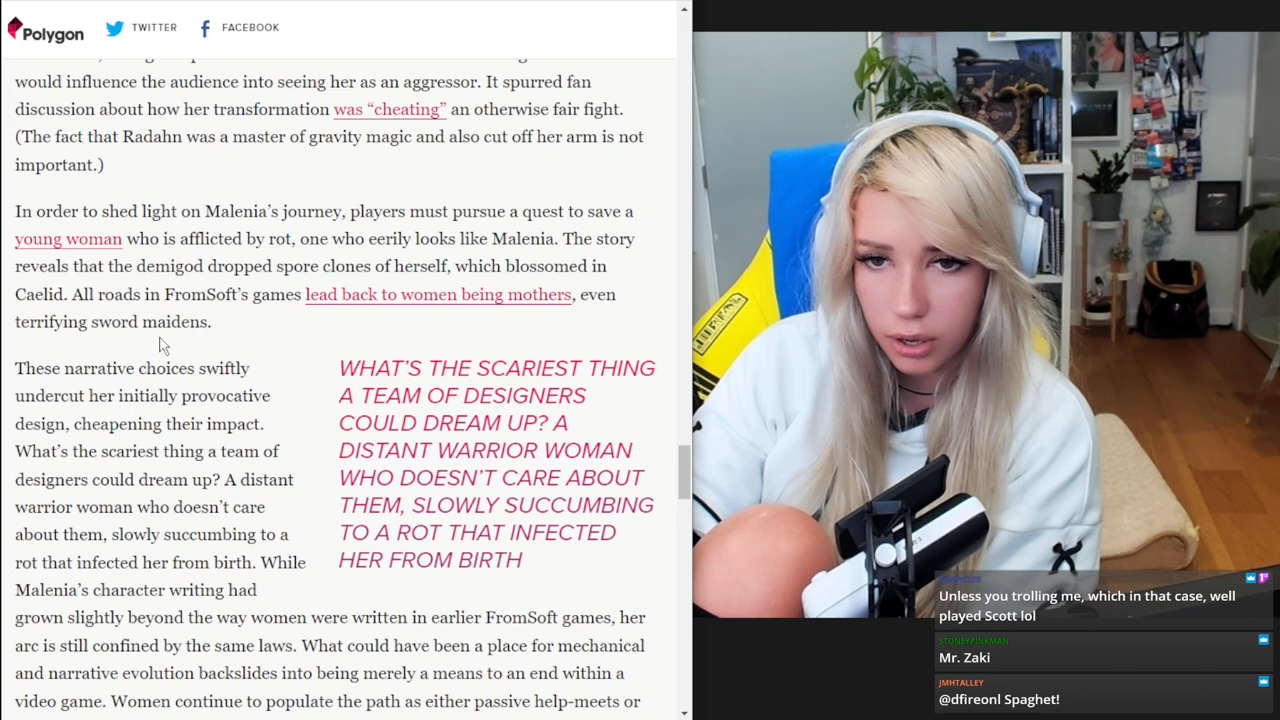 Polygon
TWITTER
FACEBOOK
would influence the audience into seeing her as an aggressor. It spurred fan
discussion about how her transformation was “cheating” an otherwise fair fight.
(The fact that Radahn was a master of gravity magic and also cut off her arm is not
important.)
In order to shed light on Malenia’s journey, players must pursue a quest to save a
young woman who is afflicted by rot, one who eerily looks like Malenia. The story
reveals that the demigod dropped spore clones of herself, which blossomed in
Caelid. All roads in FromSoft’s games lead back to women being mothers, even
terrifying sword maidens.
These narrative choices swiftly
undercut her initially provocative
design, cheapening their impact.
What’s the scariest thing a team of
designers could dream up? A distant
warrior woman who doesn’t care
about them, slowly succumbing to a
rot that infected her from birth. While
Malenia’s character writing had
WHAT’S THE SCARIEST THING
A TEAM OF DESIGNERS
COULD DREAM UP? A
DISTANT WARRIOR WOMAN
WHO DOESN’T CARE ABOUT
THEM, SLOWLY SUCCUMBING
TO A ROT THAT INFECTED
HER FROM BIRTH
grown slightly beyond the way women were written in earlier FromSoft games, her
arc is still confined by the same laws. What could have been a place for mechanical
and narrative evolution backslides into being merely a means to an end within a
video game. Women continue to populate the path as either passive help-meets or
Unless you trolling me, which in that case, well
played Scott lol
STONEYPINKMAN
Mr. Zaki
JMHTALLEY
@dfireonl Spaghet!